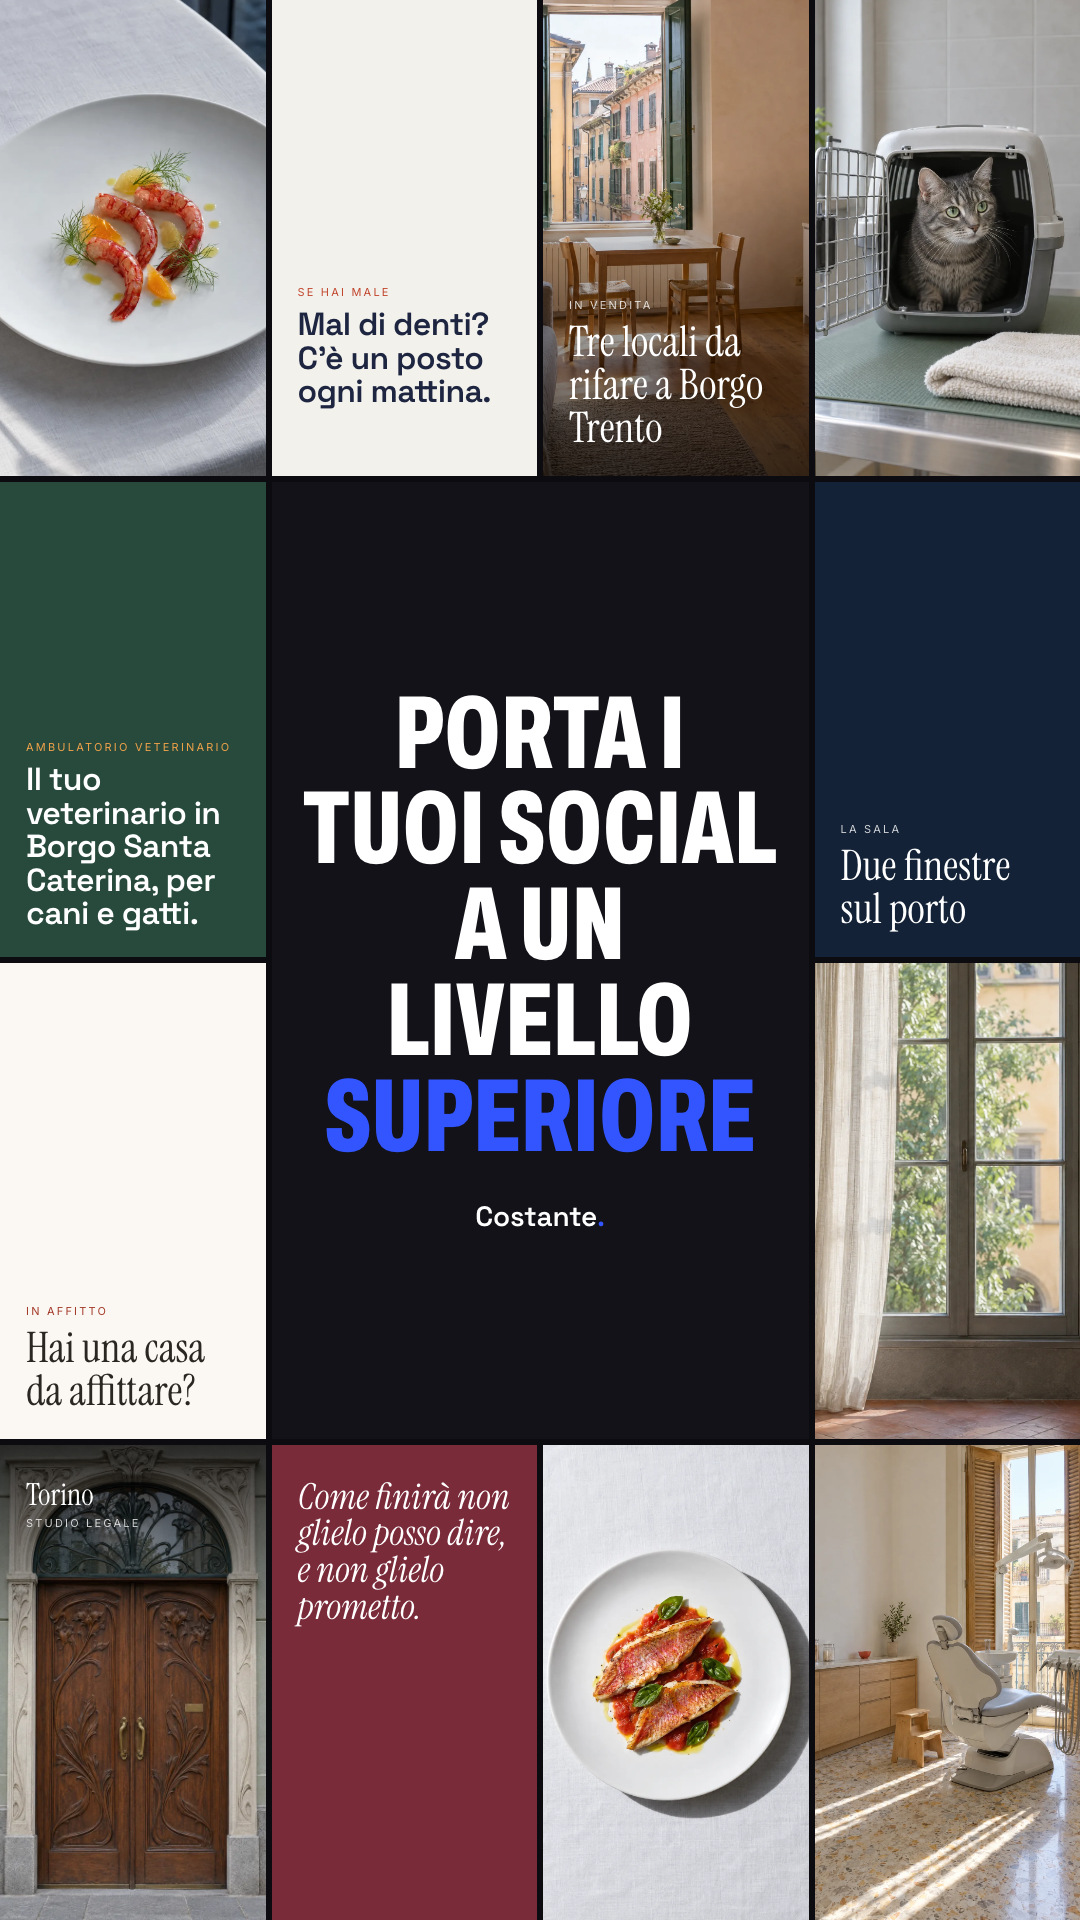 SE HAI MALE
Mal di denti?
C'è un posto
ogni mattina.
IN VENDITA
Tre locali da
rifare a Borgo
Trento
AMBULATORIO VETERINARIO
Il tuo
veterinario in
Borgo Santa
Caterina, per
cani e gatti.
PORTA I
TUOI SOCIAL
A UN
LIVELLO
SUPERIORE
Costante.
LA SALA
Due finestre
sul porto
IN AFFITTO
Hai una casa
da affittare?
Torino
STUDIO LEGALE
Come finirà non
glielo posso dire,
e non glielo
prometto.